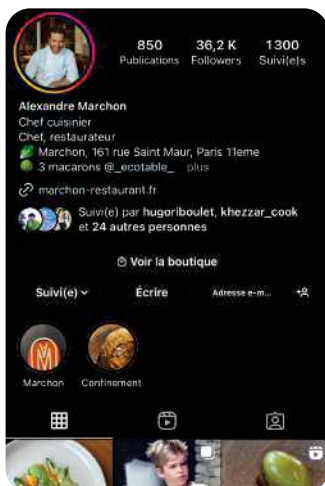 850 36,2 K 1300
Publications Followers Suivi(e)s
Alexandre Marchon
Chef cuisinier
Chef, restaurateur
Marchon, 161 rue Saint Maur, Paris 11eme
3 macarons @_ecotable_ plus
marchon-restaurant.fr
Suivi(e) par hugoriboulet, khezzar_cook
et 24 autres personnes
Voir la boutique
Suivi(e) Écrire Adresse e-m...
Marchon Confinement